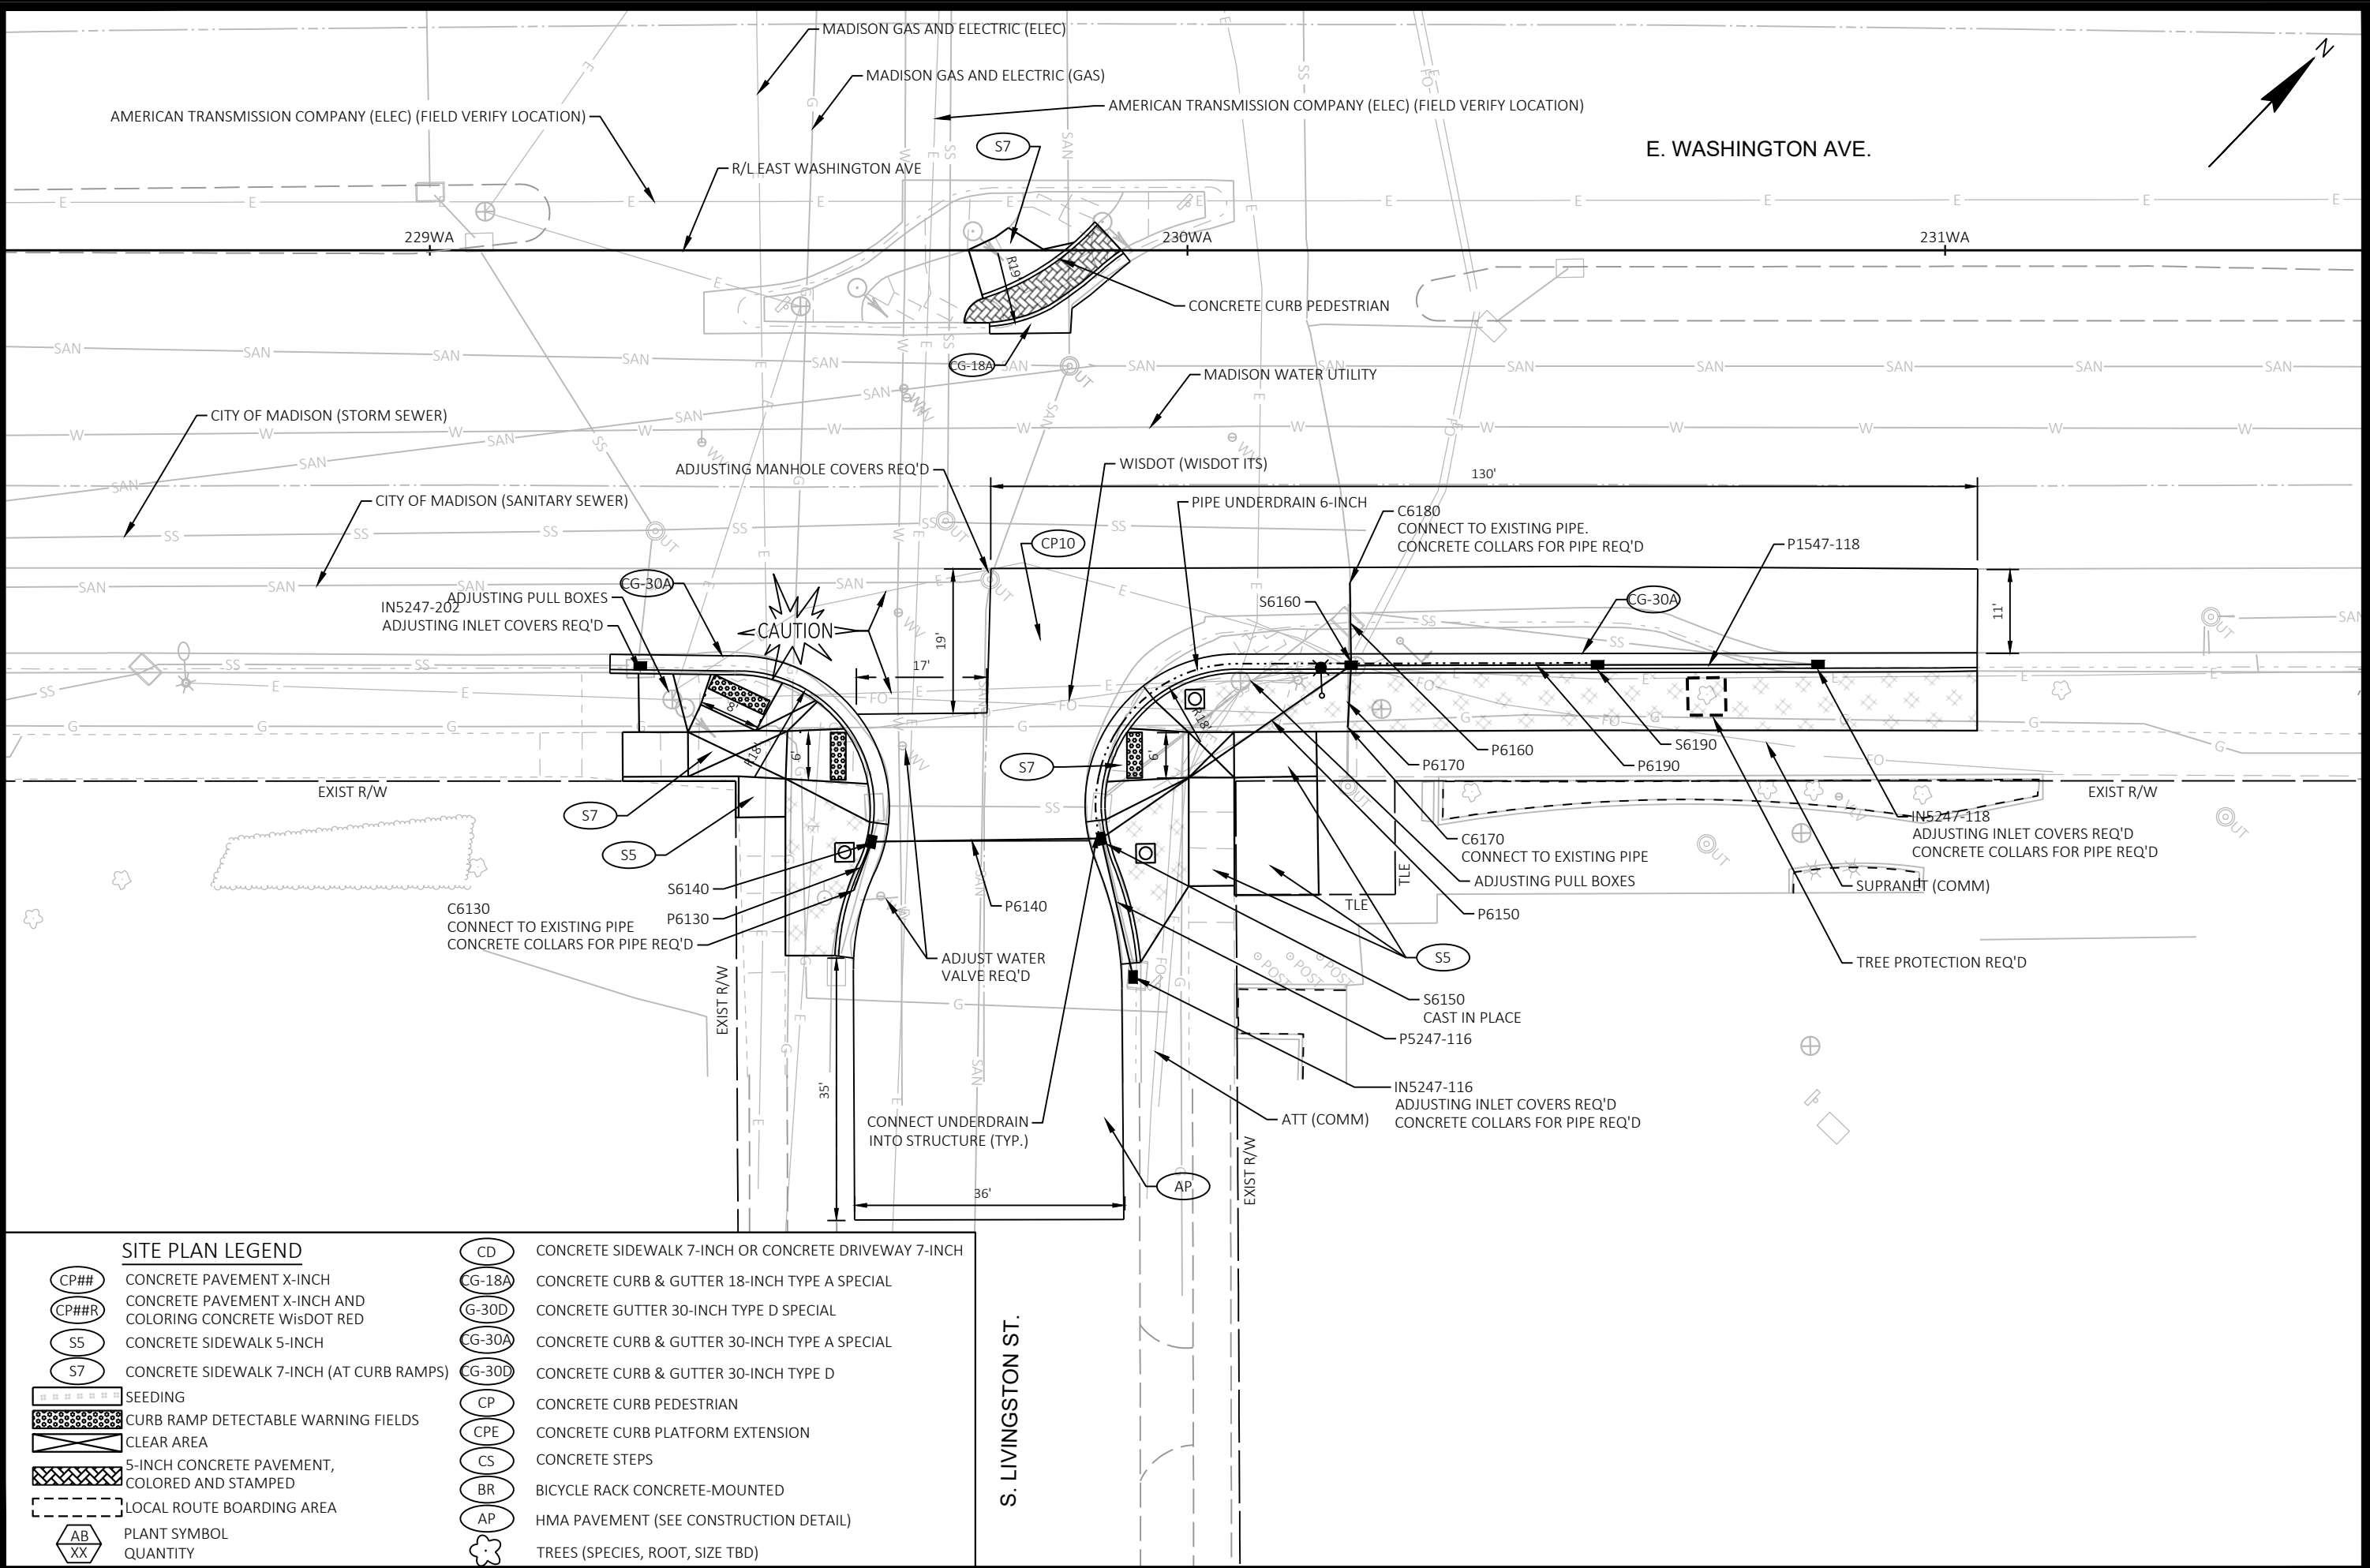 MADISON GAS AND ELECTRIC (ELEC)
MADISON GAS AND ELECTRIC (GAS)
AMERICAN TRANSMISSION COMPANY (ELEC) (FIELD VERIFY LOCATION)
AMERICAN TRANSMISSION COMPANY (ELEC) (FIELD VERIFY LOCATION)
N
E. WASHINGTON AVE.
S7
R/L EAST WASHINGTON AVE
229WA
230WA
231WA
R19'
CONCRETE CURB PEDESTRIAN
CG-18A
MADISON WATER UTILITY
CITY OF MADISON (STORM SEWER)
ADJUSTING MANHOLE COVERS REQ'D
WISDOT (WISDOT ITS)
130'
CITY OF MADISON (SANITARY SEWER)
PIPE UNDERDRAIN 6-INCH
C6180
CONNECT TO EXISTING PIPE.
CONCRETE COLLARS FOR PIPE REQ'D
CP10
P1547-118
CG-30A
ADJUSTING PULL BOXES
IN5247-202
ADJUSTING INLET COVERS REQ'D
CAUTION
S6160
CG-30A
11'
19'
17'
8'
R18'
6'
R18'
6'
S7
P6160
P6170
S6190
P6190
EXIST R/W
EXIST R/W
S7
S5
C6170
CONNECT TO EXISTING PIPE
IN5247-118
ADJUSTING INLET COVERS REQ'D
CONCRETE COLLARS FOR PIPE REQ'D
ADJUSTING PULL BOXES
SUPRANET (COMM)
TLE
TLE
S6140
P6130
P6140
P6150
C6130
CONNECT TO EXISTING PIPE
CONCRETE COLLARS FOR PIPE REQ'D
ADJUST WATER
VALVE REQ'D
S5
TREE PROTECTION REQ'D
POST
POST
POST
EXIST R/W
S6150
CAST IN PLACE
P5247-116
35'
IN5247-116
ADJUSTING INLET COVERS REQ'D
CONCRETE COLLARS FOR PIPE REQ'D
CONNECT UNDERDRAIN
INTO STRUCTURE (TYP.)
ATT (COMM)
EXIST R/W
AP
36'
S. LIVINGSTON ST.
SITE PLAN LEGEND
CP## CONCRETE PAVEMENT X-INCH
CP##R CONCRETE PAVEMENT X-INCH AND
COLORING CONCRETE WisDOT RED
S5 CONCRETE SIDEWALK 5-INCH
S7 CONCRETE SIDEWALK 7-INCH (AT CURB RAMPS)
SEEDING
CURB RAMP DETECTABLE WARNING FIELDS
CLEAR AREA
5-INCH CONCRETE PAVEMENT,
COLORED AND STAMPED
LOCAL ROUTE BOARDING AREA
AB
XX
PLANT SYMBOL
QUANTITY
CD CONCRETE SIDEWALK 7-INCH OR CONCRETE DRIVEWAY 7-INCH
CG-18A CONCRETE CURB & GUTTER 18-INCH TYPE A SPECIAL
G-30D CONCRETE GUTTER 30-INCH TYPE D SPECIAL
CG-30A CONCRETE CURB & GUTTER 30-INCH TYPE A SPECIAL
CG-30D CONCRETE CURB & GUTTER 30-INCH TYPE D
CP CONCRETE CURB PEDESTRIAN
CPE CONCRETE CURB PLATFORM EXTENSION
CS CONCRETE STEPS
BR BICYCLE RACK CONCRETE-MOUNTED
AP HMA PAVEMENT (SEE CONSTRUCTION DETAIL)
TREES (SPECIES, ROOT, SIZE TBD)